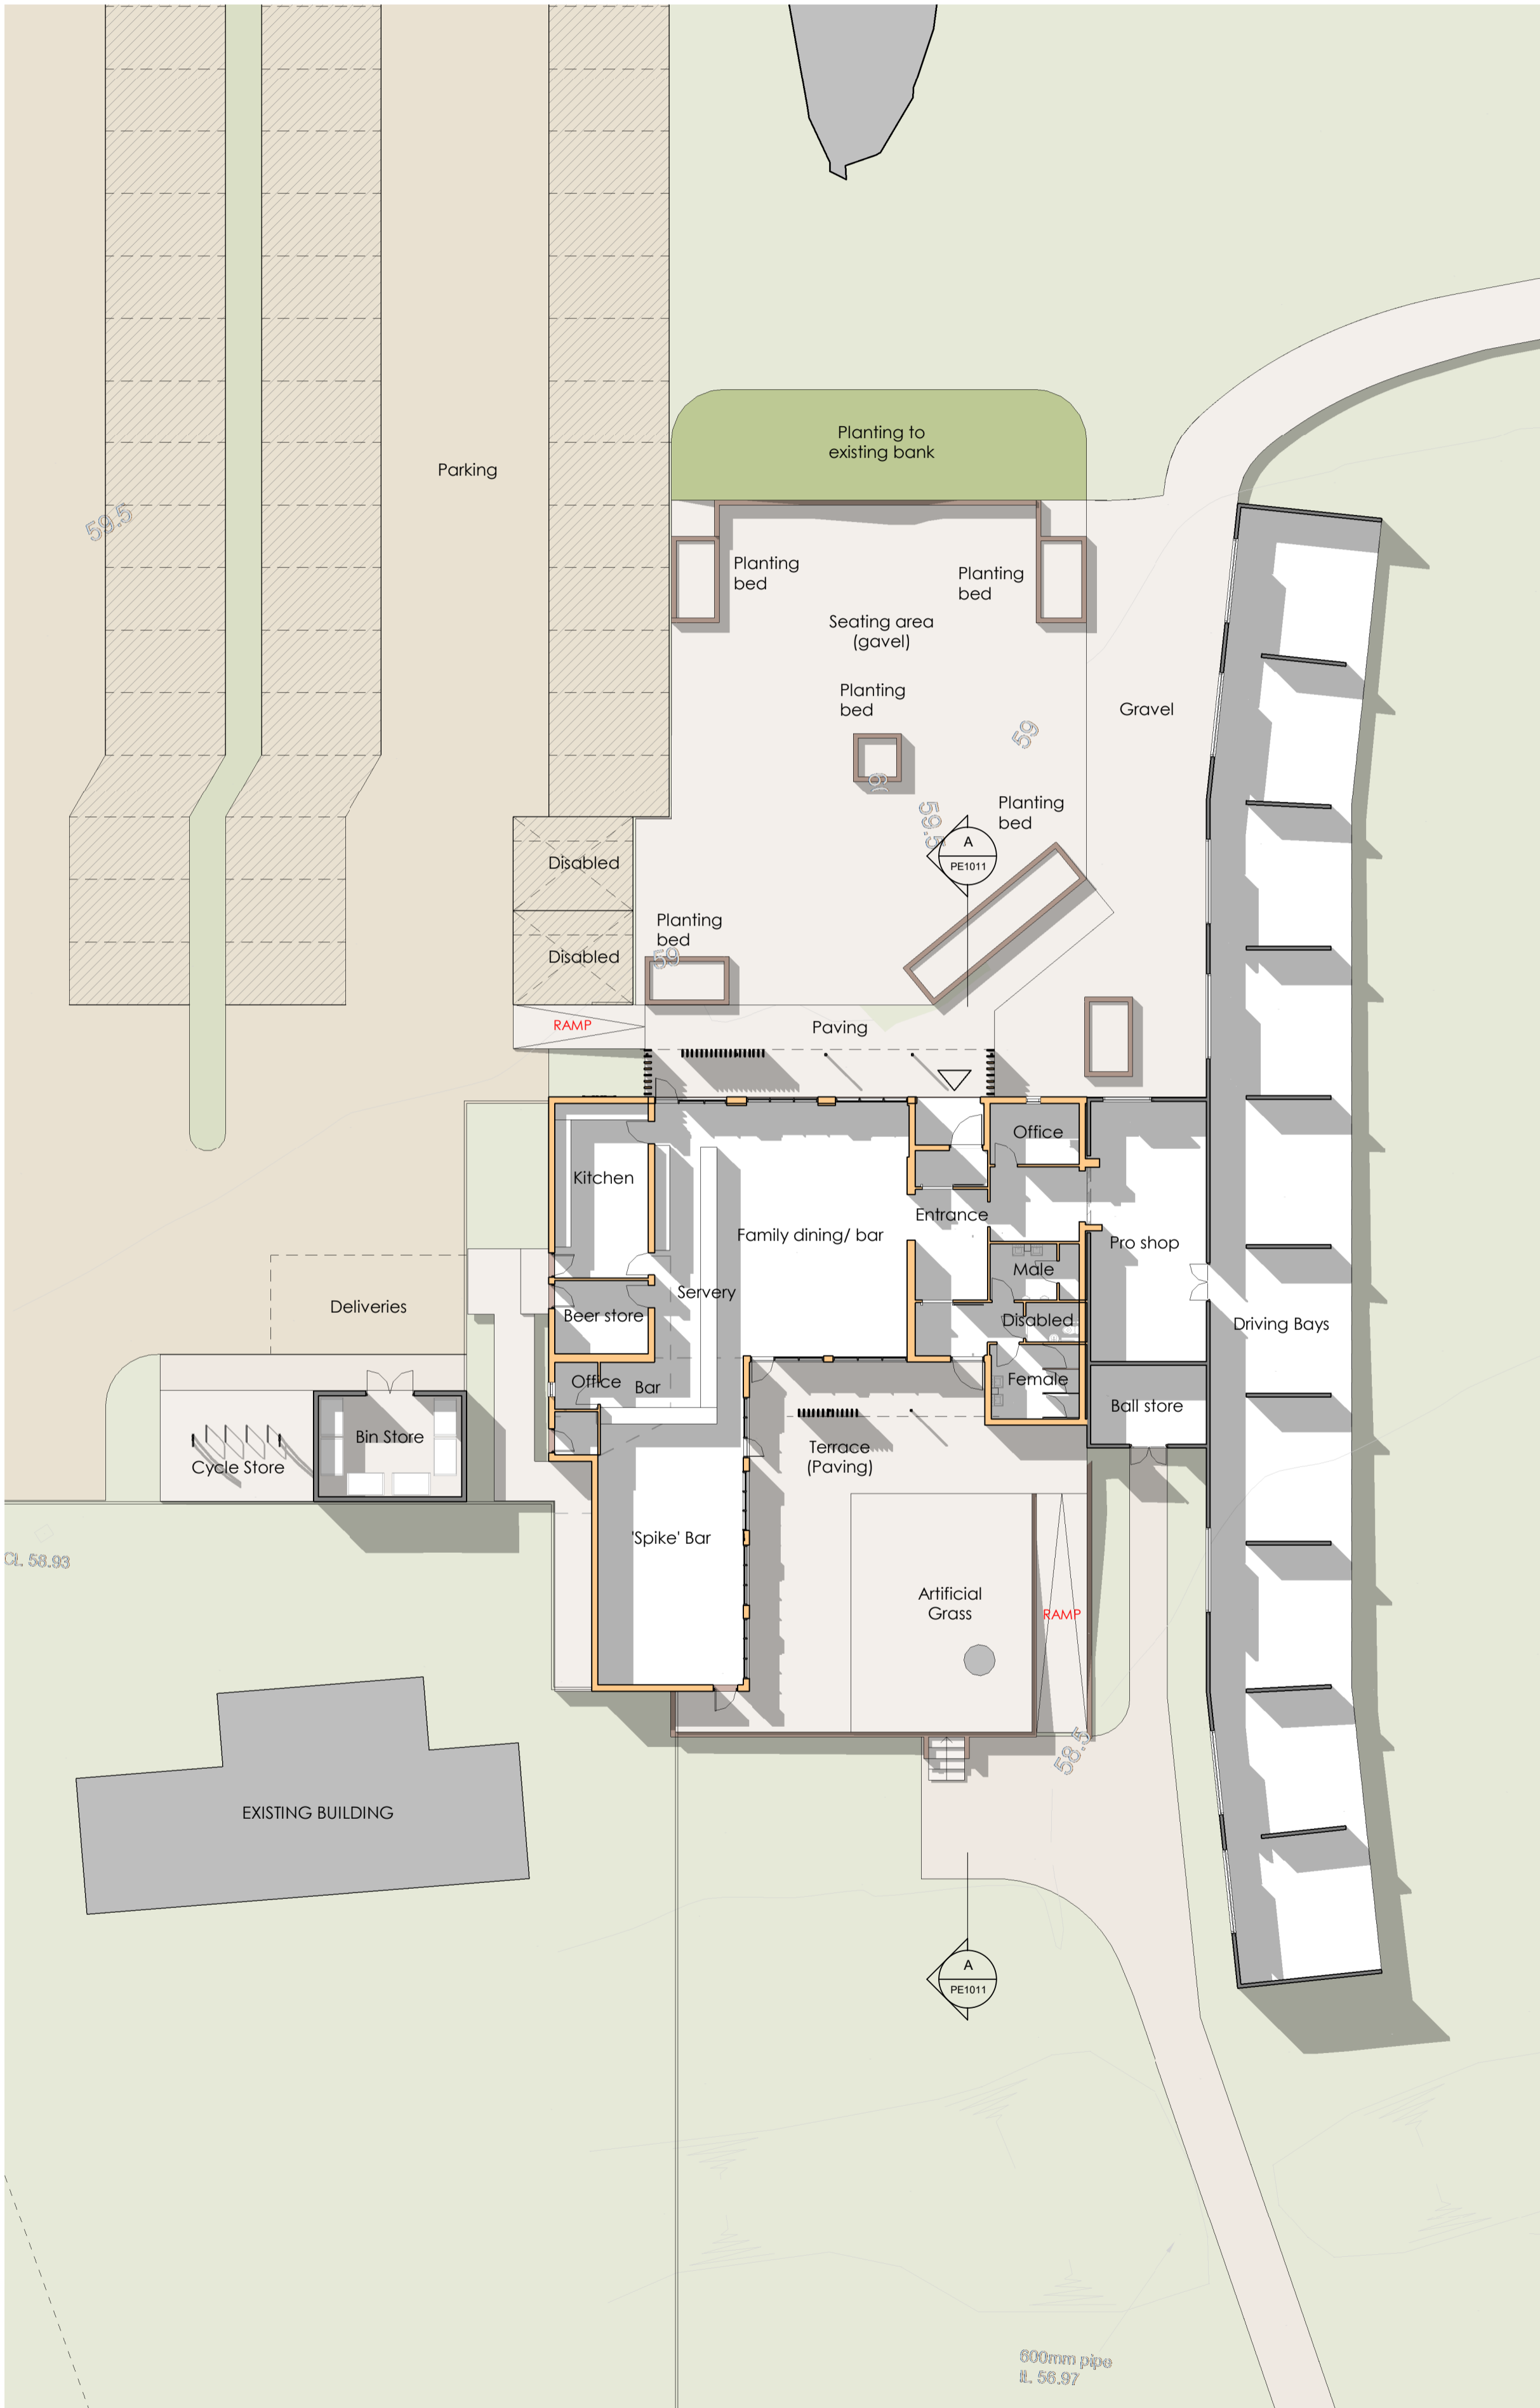 Planting to
existing bank
Parking
59.5
Planting
bed
Planting
bed
Seating area
(gavel)
Planting
bed
Gravel
59
60
59.5
Planting
bed
A
PE1011
Disabled
Planting
bed
59
Disabled
RAMP
Paving
Office
Kitchen
Entrance
Family dining/ bar
Pro shop
Male
Servery
Deliveries
Beer store
Disabled
Driving Bays
Office
Bar
Female
Ball store
Bin Store
Terrace
(Paving)
Cycle Store
'Spike' Bar
CL 58.93
Artificial
Grass
RAMP
58.5
EXISTING BUILDING
A
PE1011
600mm pipe
IL 56.97